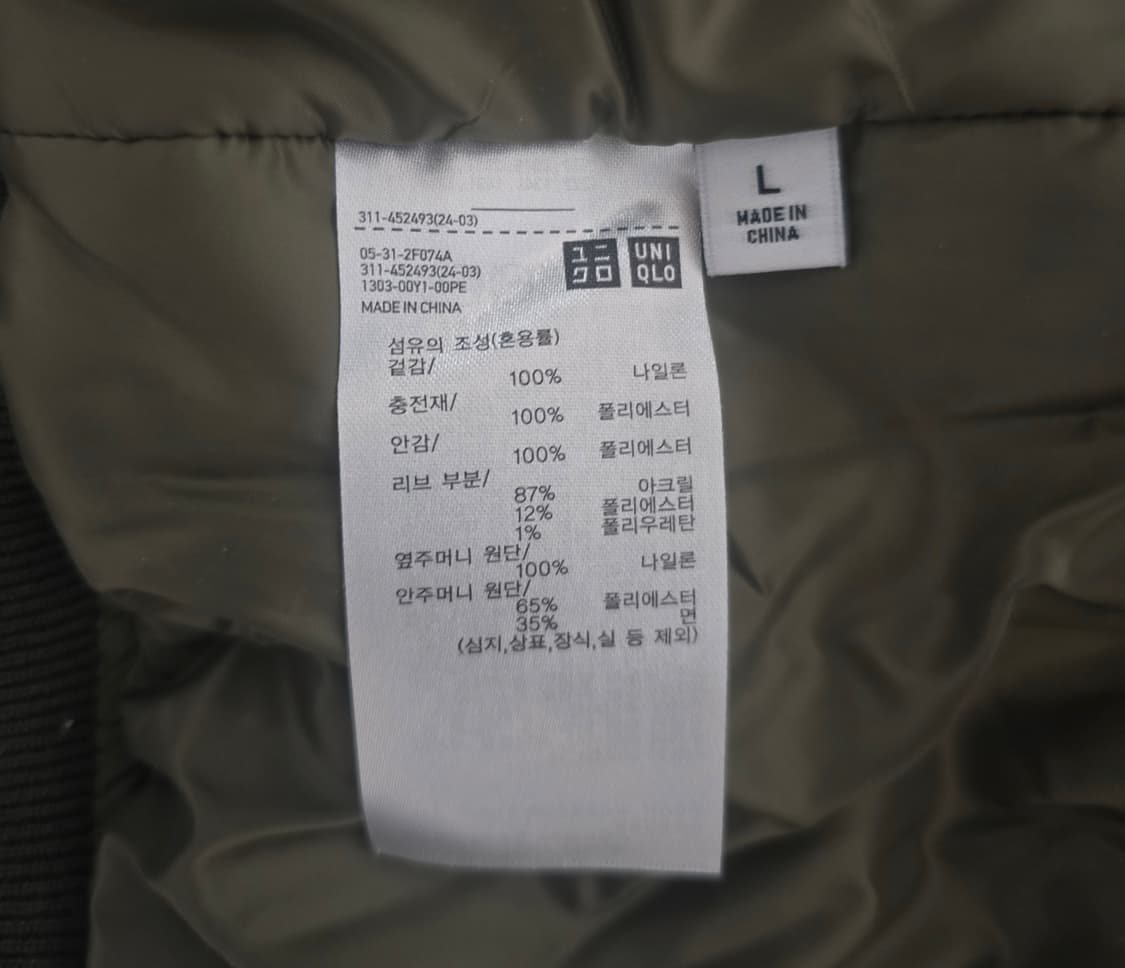 311-452493(24-03)
05-31-2F074A
311-452493(24-03)
1303-00Y1-00PE
MADE IN CHINA
ユニ
クロ
UNI
QLO
L
MADE IN
CHINA
섬유의 조성(혼용률)
겉감/
100% 나일론
충전재/
100% 폴리에스터
안감/
100% 폴리에스터
리브 부분/
87% 아크릴
12% 폴리에스터
1% 폴리우레탄
옆주머니 원단/
100% 나일론
안주머니 원단/
65% 폴리에스터
35% 면
(심지,상표,장식,실 등 제외)